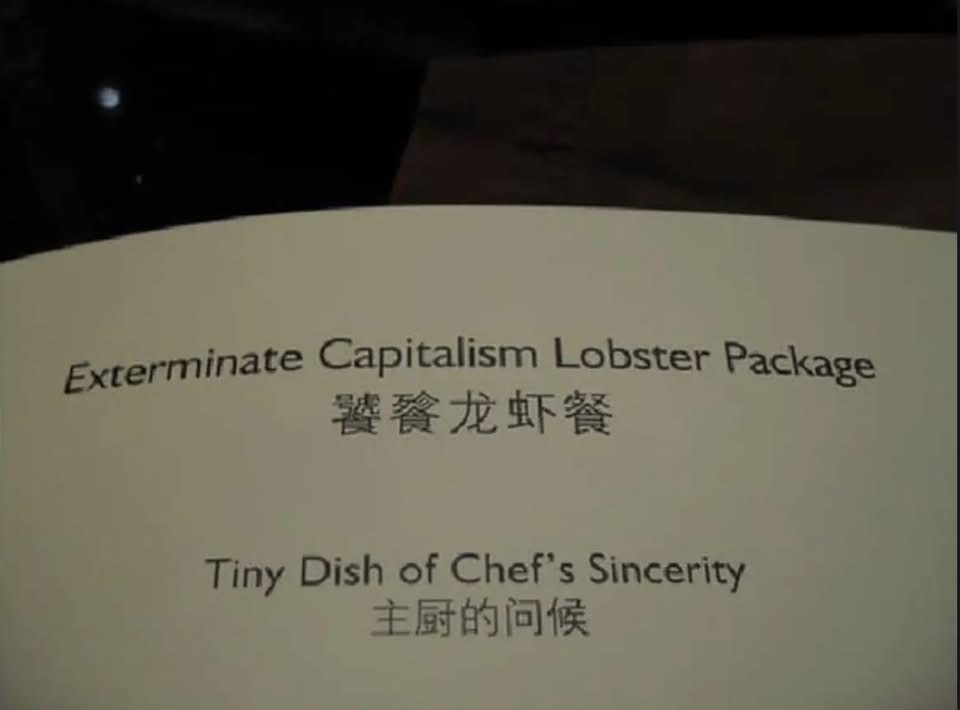 Exterminate Capitalism Lobster Package
饕餮龙虾餐
Tiny Dish of Chef's Sincerity
主厨的问候